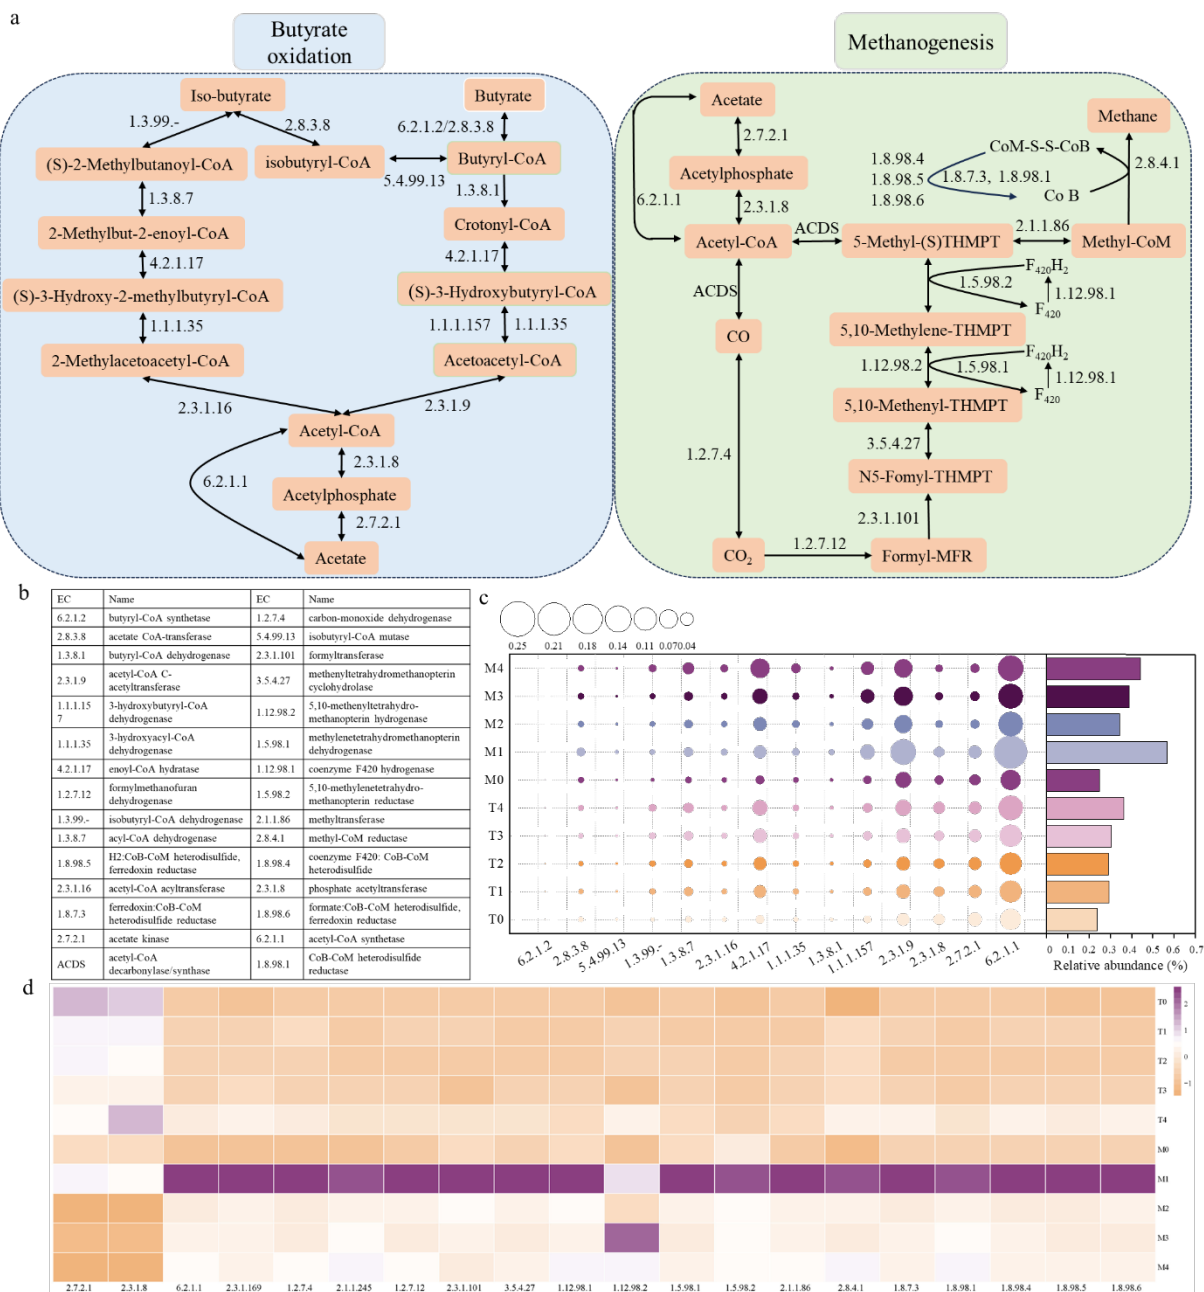 a
Butyrate
oxidation
Iso-butyrate
Butyrate
1.3.99.-
2.8.3.8
6.2.1.2/2.8.3.8
(S)-2-Methylbutanoyl-CoA
isobutyryl-CoA
Butyryl-CoA
5.4.99.13
1.3.8.7
1.3.8.1
2-Methylbut-2-enoyl-CoA
Crotonyl-CoA
4.2.1.17
4.2.1.17
(S)-3-Hydroxy-2-methylbutyryl-CoA
(S)-3-Hydroxybutyryl-CoA
1.1.1.35
1.1.1.157
1.1.1.35
2-Methylacetoacetyl-CoA
Acetoacetyl-CoA
2.3.1.16
2.3.1.9
Acetyl-CoA
2.3.1.8
6.2.1.1
Acetylphosphate
2.7.2.1
Acetate
Methanogenesis
Acetate
Methane
2.7.2.1
1.8.98.4
1.8.98.5
1.8.98.6
CoM-S-S-CoB
1.8.7.3, 1.8.98.1
2.8.4.1
Acetylphosphate
Co B
6.2.1.1
2.3.1.8
Acetyl-CoA
ACDS
5-Methyl-(S)THMPT
2.1.1.86
Methyl-CoM
F420H2
1.5.98.2
1.12.98.1
F420
ACDS
CO
5,10-Methylene-THMPT
F420H2
1.12.98.2
1.5.98.1
1.12.98.1
F420
5,10-Methenyl-THMPT
3.5.4.27
1.2.7.4
N5-Fomyl-THMPT
2.3.1.101
CO2
1.2.7.12
Formyl-MFR
b
EC Name EC Name
6.2.1.2 butyryl-CoA synthetase 1.2.7.4 carbon-monoxide dehydrogenase
2.8.3.8 acetate CoA-transferase 5.4.99.13 isobutyryl-CoA mutase
1.3.8.1 butyryl-CoA dehydrogenase 2.3.1.101 formyltransferase
2.3.1.9 acetyl-CoA C-
acetyltransferase 3.5.4.27 methenyltetrahydromethanopterin
cyclohydrolase
1.1.1.15
7 3-hydroxybutyryl-CoA
dehydrogenase 1.12.98.2 5,10-methenyltetrahydro-
methanopterin hydrogenase
1.1.1.35 3-hydroxyacyl-CoA
dehydrogenase 1.5.98.1 methylenetetrahydromethanopterin
dehydrogenase
4.2.1.17 enoyl-CoA hydratase 1.12.98.1 coenzyme F420 hydrogenase
1.2.7.12 formylmethanofuran
dehydrogenase 1.5.98.2 5,10-methylenetetrahydro-
methanopterin reductase
1.3.99.- isobutyryl-CoA dehydrogenase 2.1.1.86 methyltransferase
1.3.8.7 acyl-CoA dehydrogenase 2.8.4.1 methyl-CoM reductase
1.8.98.5 H2:CoB-CoM heterodisulfide,
ferredoxin reductase 1.8.98.4 coenzyme F420: CoB-CoM
heterodisulfide
2.3.1.16 acetyl-CoA acyltransferase 2.3.1.8 phosphate acetyltransferase
1.8.7.3 ferredoxin:CoB-CoM
heterodisulfide reductase 1.8.98.6 formate:CoB-CoM heterodisulfide,
ferredoxin reductase
2.7.2.1 acetate kinase 6.2.1.1 acetyl-CoA synthetase
ACDS acetyl-CoA
decarbonylase/synthase 1.8.98.1 CoB-CoM heterodisulfide
reductase
c
0.25 0.21 0.18 0.14 0.11 0.07 0.04
M4
M3
M2
M1
M0
T4
T3
T2
T1
T0
6.2.1.2 2.8.3.8 5.4.99.13 1.3.99.- 1.3.8.7 2.3.1.16 4.2.1.17 1.1.1.35 1.3.8.1 1.1.1.157 2.3.1.9 2.3.1.8 2.7.2.1 6.2.1.1
0.0 0.1 0.2 0.3 0.4 0.5 0.6 0.7
Relative abundance (%)
d
T0
T1
T2
T3
T4
M0
M1
M2
M3
M4
2
1
0
−1
2.7.2.1 2.3.1.8 6.2.1.1 2.3.1.169 1.2.7.4 2.1.1.245 1.2.7.12 2.3.1.101 3.5.4.27 1.12.98.1 1.12.98.2 1.5.98.1 1.5.98.2 2.1.1.86 2.8.4.1 1.8.7.3 1.8.98.1 1.8.98.4 1.8.98.5 1.8.98.6